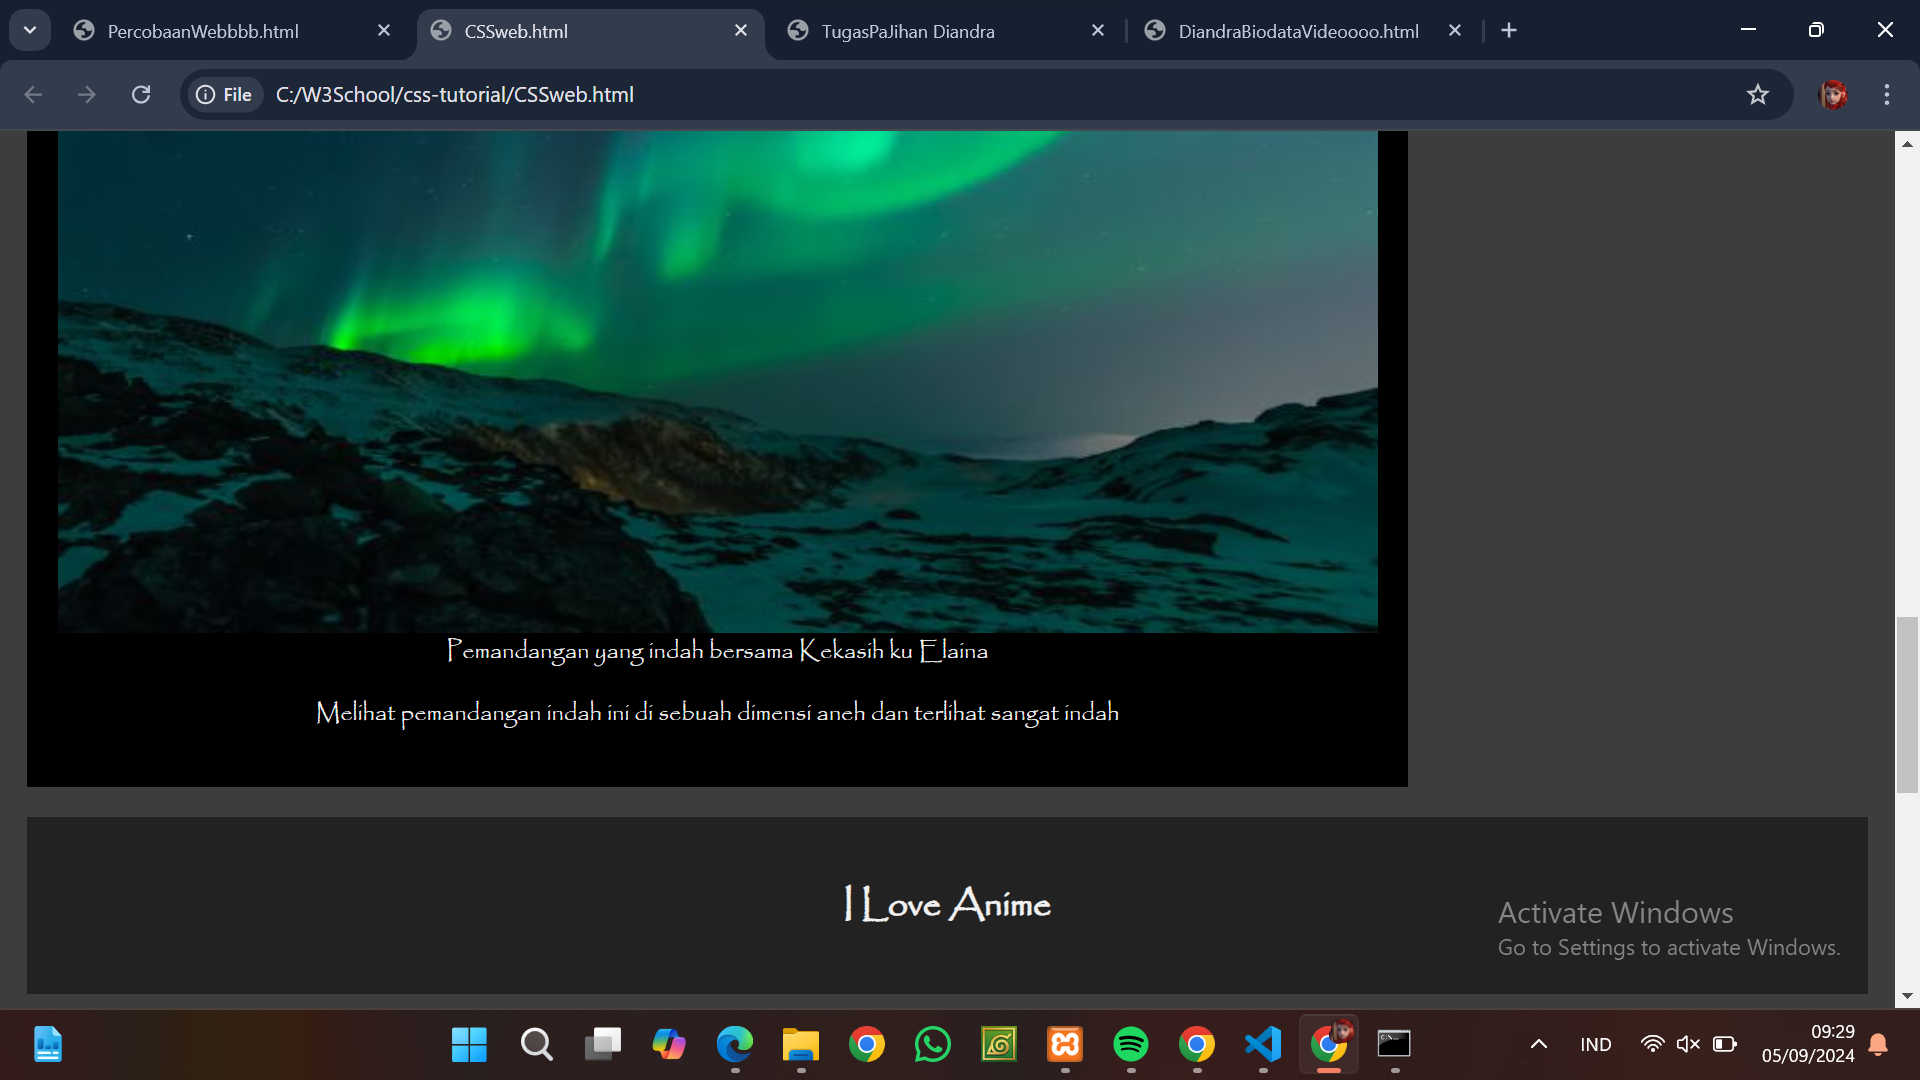 PercobaanWebbbb.html
CSSweb.html
TugasPaJihan Diandra
DiandraBiodataVideoooo.html
File
C:/W3School/css-tutorial/CSSweb.html
Pemandangan yang indah bersama Kekasih ku Elaina
Melihat pemandangan indah ini di sebuah dimensi aneh dan terlihat sangat indah
I Love Anime
Activate Windows
Go to Settings to activate Windows.
IND
09:29
05/09/2024